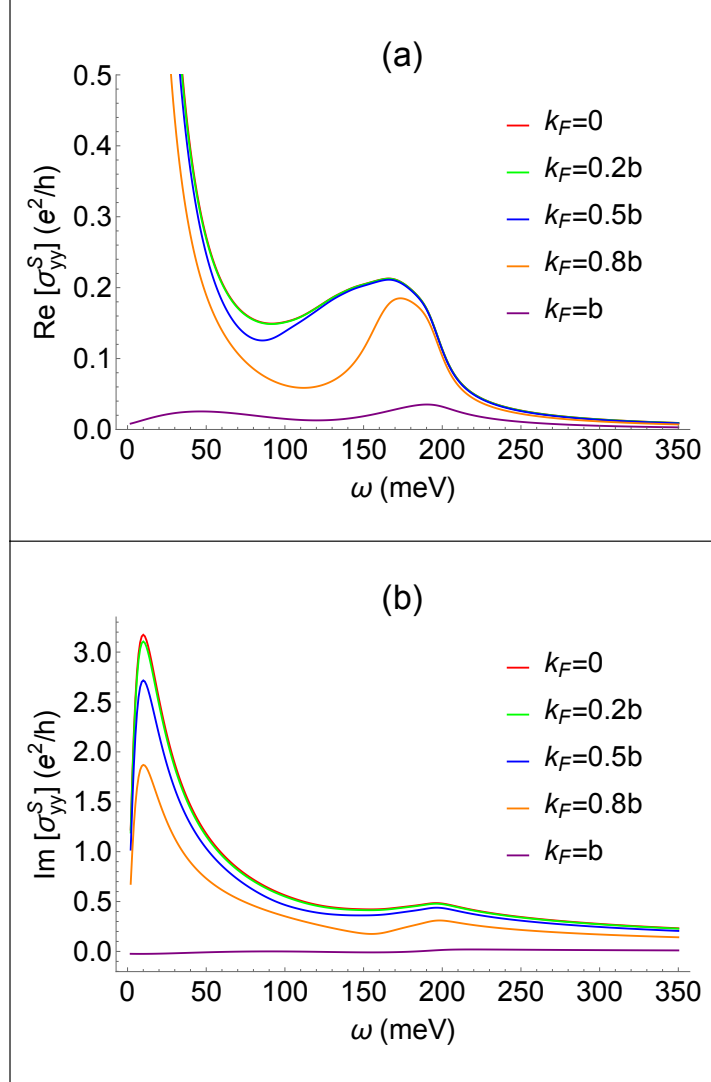 (a)
Re [σ^S_yy] (e²/h)
0.5
0.4
0.3
0.2
0.1
0.0
k_F=0
k_F=0.2b
k_F=0.5b
k_F=0.8b
k_F=b
0 50 100 150 200 250 300 350
ω (meV)
(b)
Im [σ^S_yy] (e²/h)
3.0
2.5
2.0
1.5
1.0
0.5
0.0
k_F=0
k_F=0.2b
k_F=0.5b
k_F=0.8b
k_F=b
0 50 100 150 200 250 300 350
ω (meV)